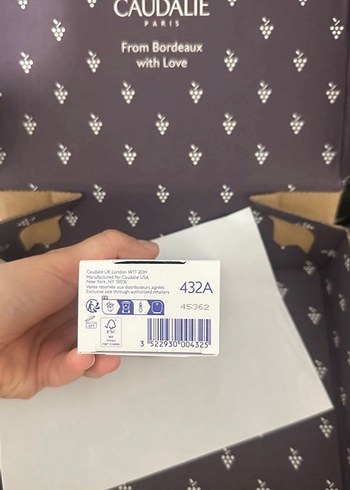 CAUDALIE
PARIS
From Bordeaux
with Love
Caudalie UK London W1T 2DH
Manufactured for Caudalie USA
New York, NY 10016
Vente réservée aux distributeurs agréés
Exclusive sale through authorized retailers
432A
45362
FSC
3 522930 004325